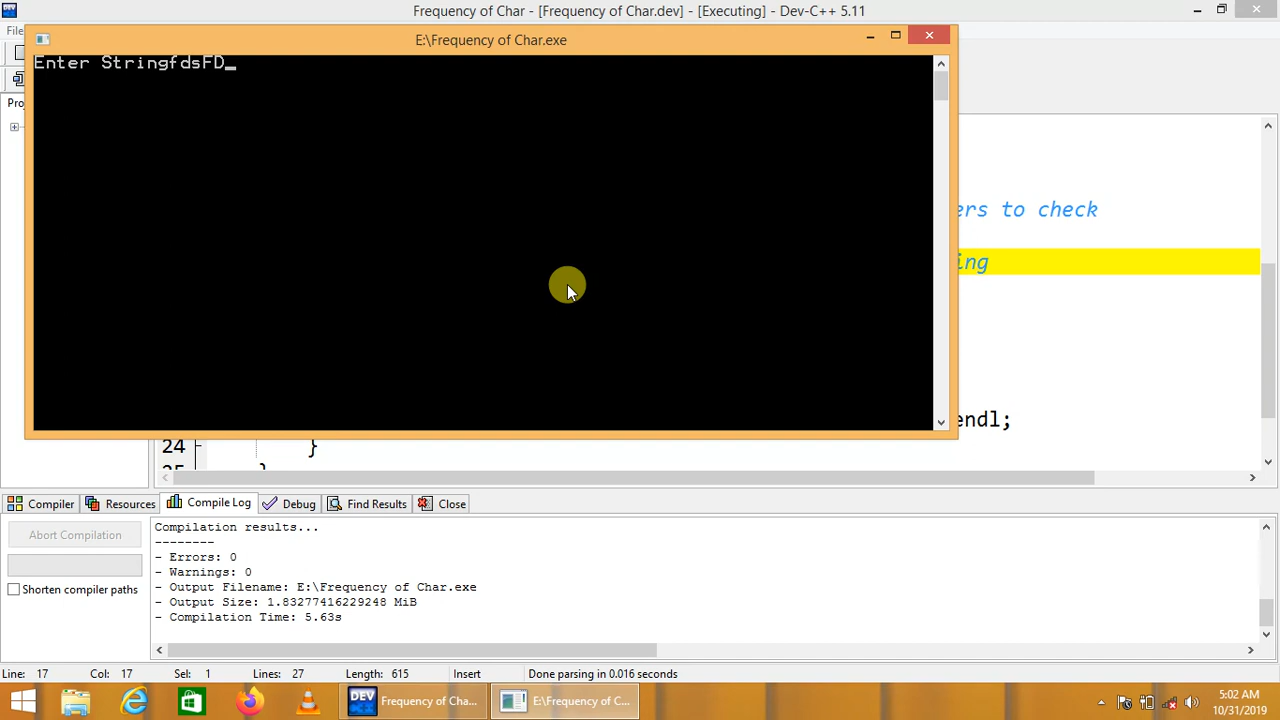 Frequency of Char - [Frequency of Char.dev] - [Executing] - Dev-C++ 5.11
E:\Frequency of Char.exe
Enter StringfdsFD_
ers to check
ing
endl;
24 }
}
Compiler Resources Compile Log Debug Find Results Close
Abort Compilation
Shorten compiler paths
Compilation results...
--------
- Errors: 0
- Warnings: 0
- Output Filename: E:\Frequency of Char.exe
- Output Size: 1.83277416229248 MiB
- Compilation Time: 5.63s
Line: 17 Col: 17 Sel: 1 Lines: 27 Length: 615 Insert Done parsing in 0.016 seconds
DEV Frequency of Cha... E:\Frequency of C...
5:02 AM
10/31/2019